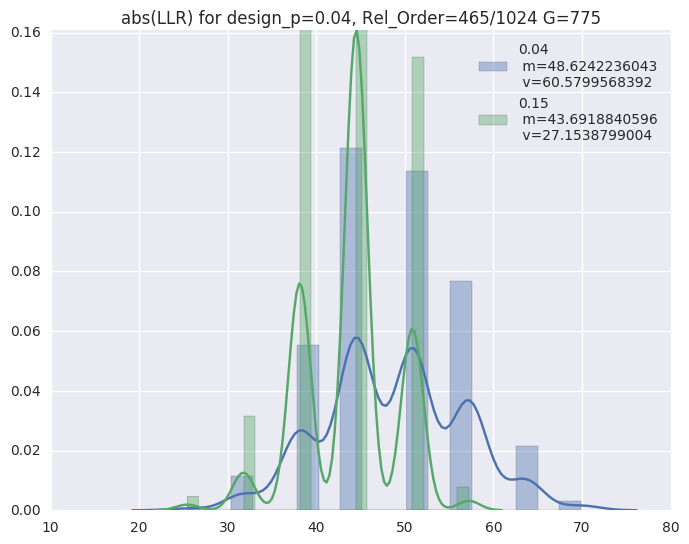 abs(LLR) for design_p=0.04, Rel_Order=465/1024 G=775
0.16
0.14
0.12
0.10
0.08
0.06
0.04
0.02
0.00
10 20 30 40 50 60 70 80
0.04
m=48.6242236043
v=60.5799568392
0.15
m=43.6918840596
v=27.1538799004